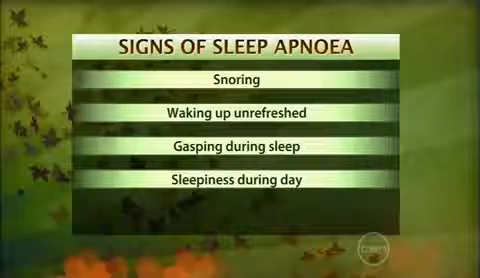 SIGNS OF SLEEP APNOEA
Snoring
Waking up unrefreshed
Gasping during sleep
Sleepiness during day